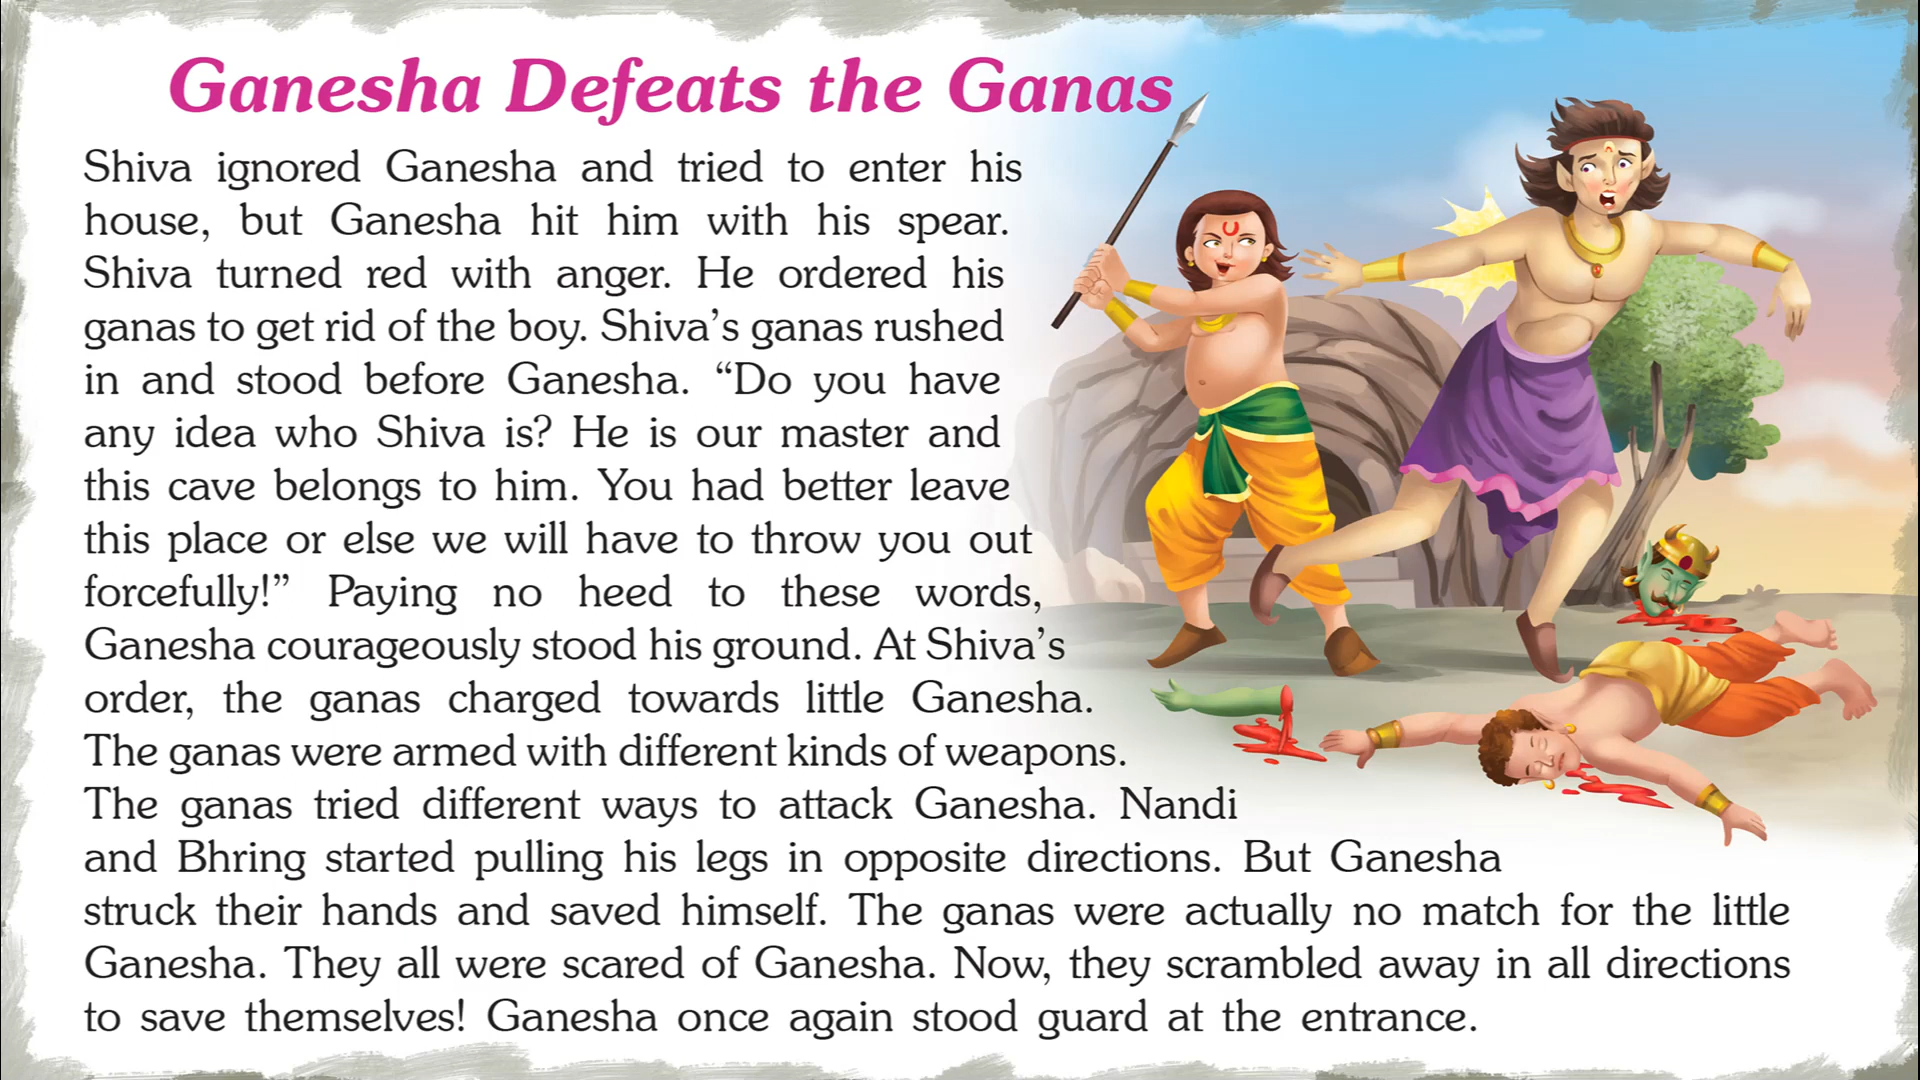 Ganesha Defeats the Ganas
Shiva ignored Ganesha and tried to enter his
house, but Ganesha hit him with his spear.
Shiva turned red with anger. He ordered his
ganas to get rid of the boy. Shiva’s ganas rushed
in and stood before Ganesha. “Do you have
any idea who Shiva is? He is our master and
this cave belongs to him. You had better leave
this place or else we will have to throw you out
forcefully!” Paying no heed to these words,
Ganesha courageously stood his ground. At Shiva’s
order, the ganas charged towards little Ganesha.
The ganas were armed with different kinds of weapons.
The ganas tried different ways to attack Ganesha. Nandi
and Bhring started pulling his legs in opposite directions. But Ganesha
struck their hands and saved himself. The ganas were actually no match for the little
Ganesha. They all were scared of Ganesha. Now, they scrambled away in all directions
to save themselves! Ganesha once again stood guard at the entrance.